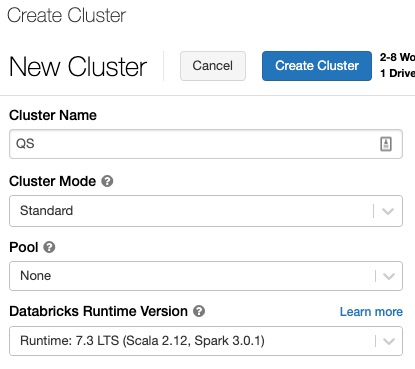 Create Cluster
New Cluster
Cancel
Create Cluster
2-8 Wo
1 Drive
Cluster Name
QS
Cluster Mode ?
Standard
Pool ?
None
Databricks Runtime Version ?
Learn more
Runtime: 7.3 LTS (Scala 2.12, Spark 3.0.1)